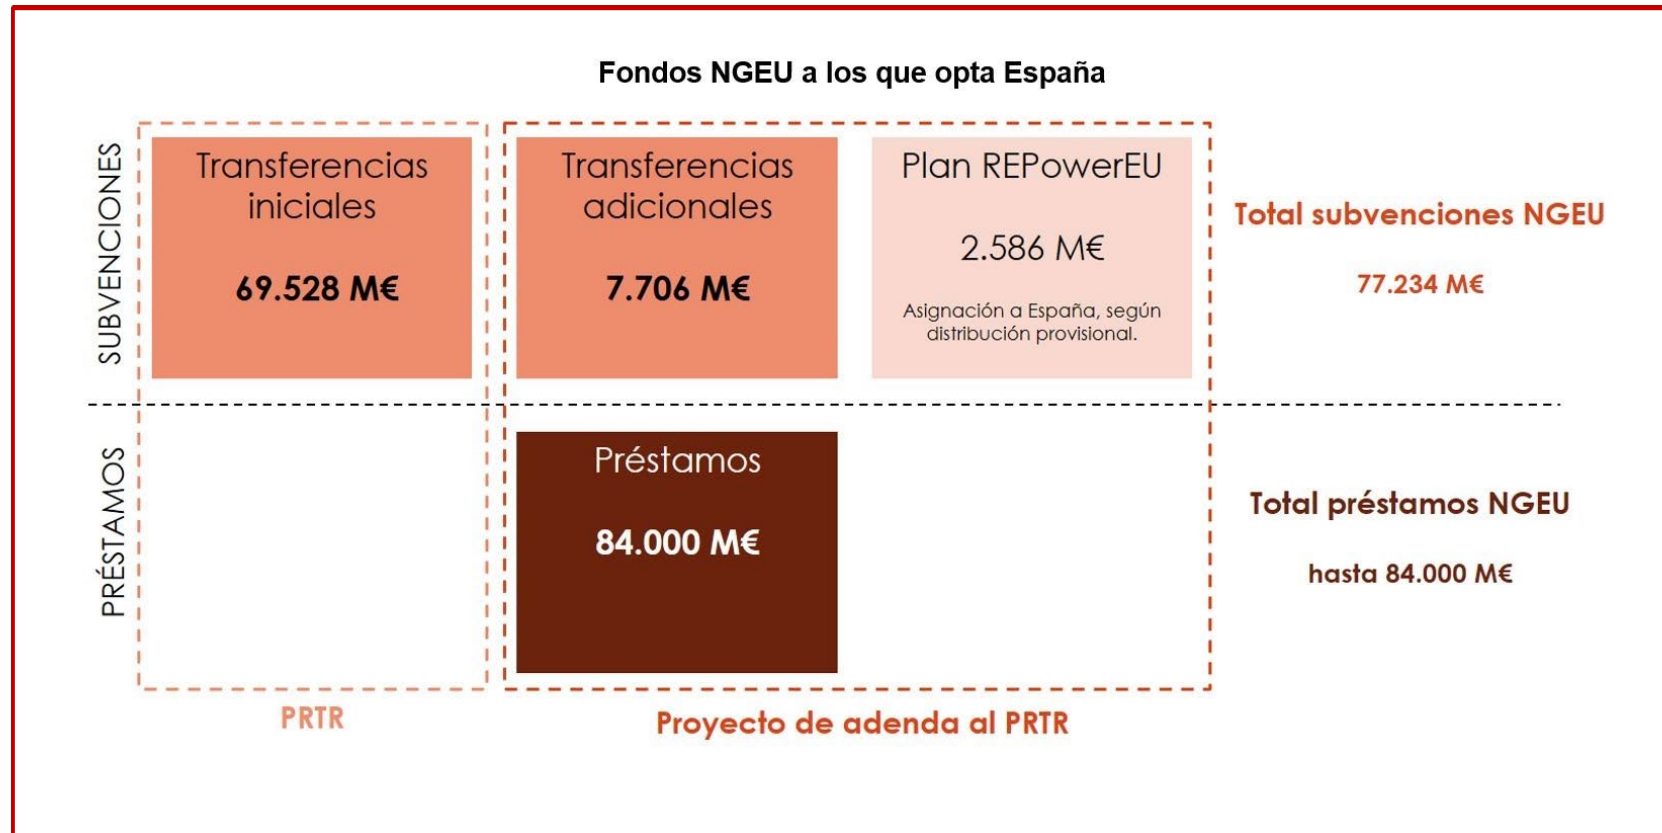 Fondos NGEU a los que opta España
SUBVENCIONES
Transferencias
iniciales
69.528 M€
Transferencias
adicionales
7.706 M€
Plan REPowerEU
2.586 M€
Asignación a España, según
distribución provisional.
Total subvenciones NGEU
77.234 M€
PRÉSTAMOS
Préstamos
84.000 M€
Total préstamos NGEU
hasta 84.000 M€
PRTR
Proyecto de adenda al PRTR